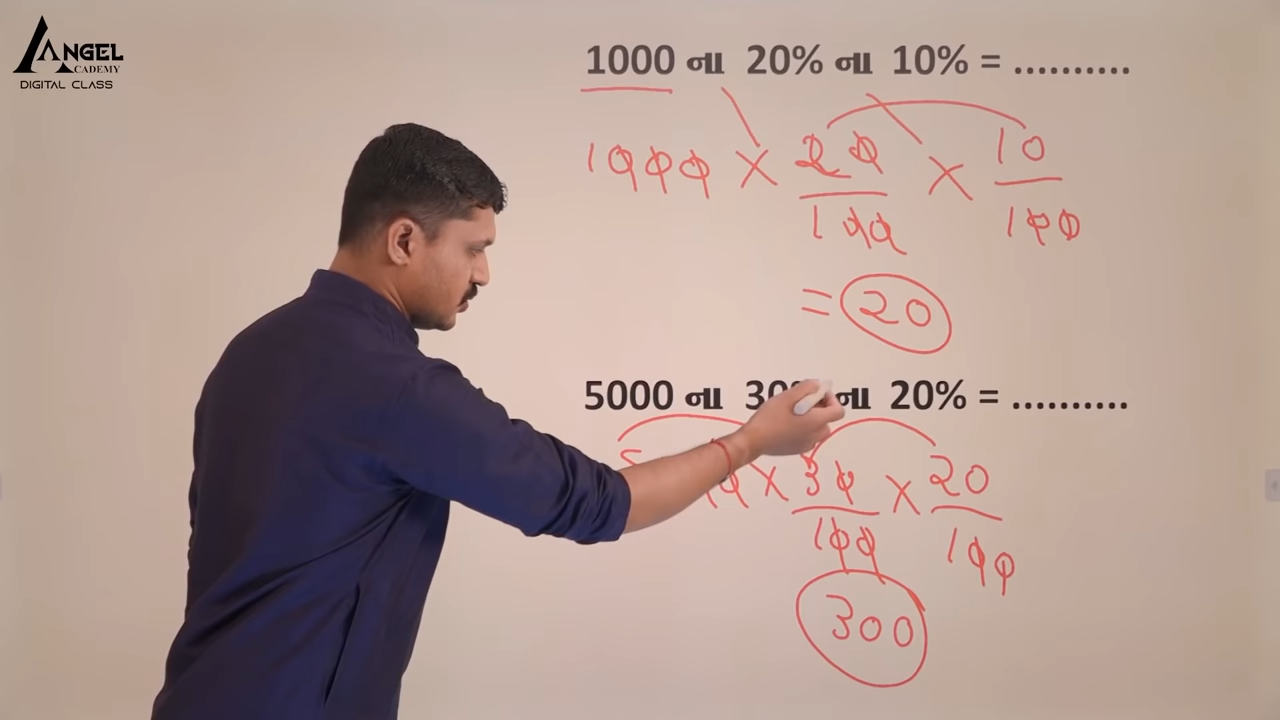 ANGEL
ACADEMY
DIGITAL CLASS
1000 ના 20% ના 10% = ..........
1000 × 20/100 × 10/100
= 20
5000 ના 30% ના 20% = ..........
× 30/100 × 20/100
300